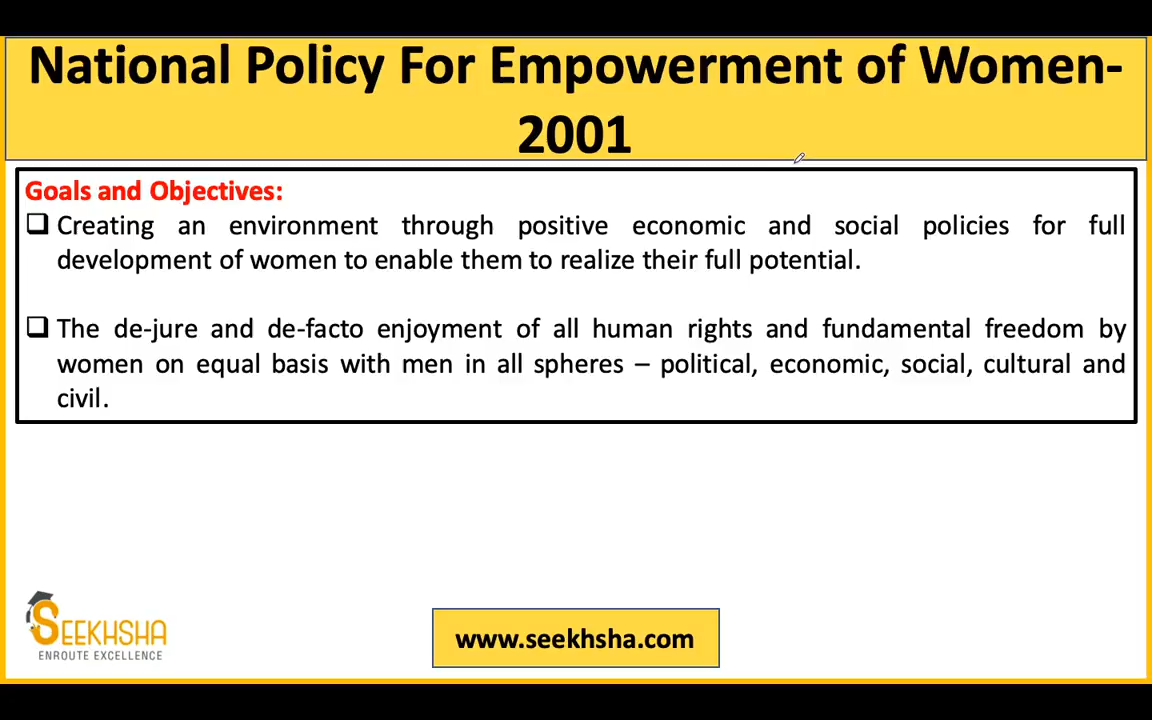 National Policy For Empowerment of Women-
2001
Goals and Objectives:
❑ Creating an environment through positive economic and social policies for full
development of women to enable them to realize their full potential.
❑ The de-jure and de-facto enjoyment of all human rights and fundamental freedom by
women on equal basis with men in all spheres – political, economic, social, cultural and
civil.
SEEKHSHA
ENROUTE EXCELLENCE
www.seekhsha.com